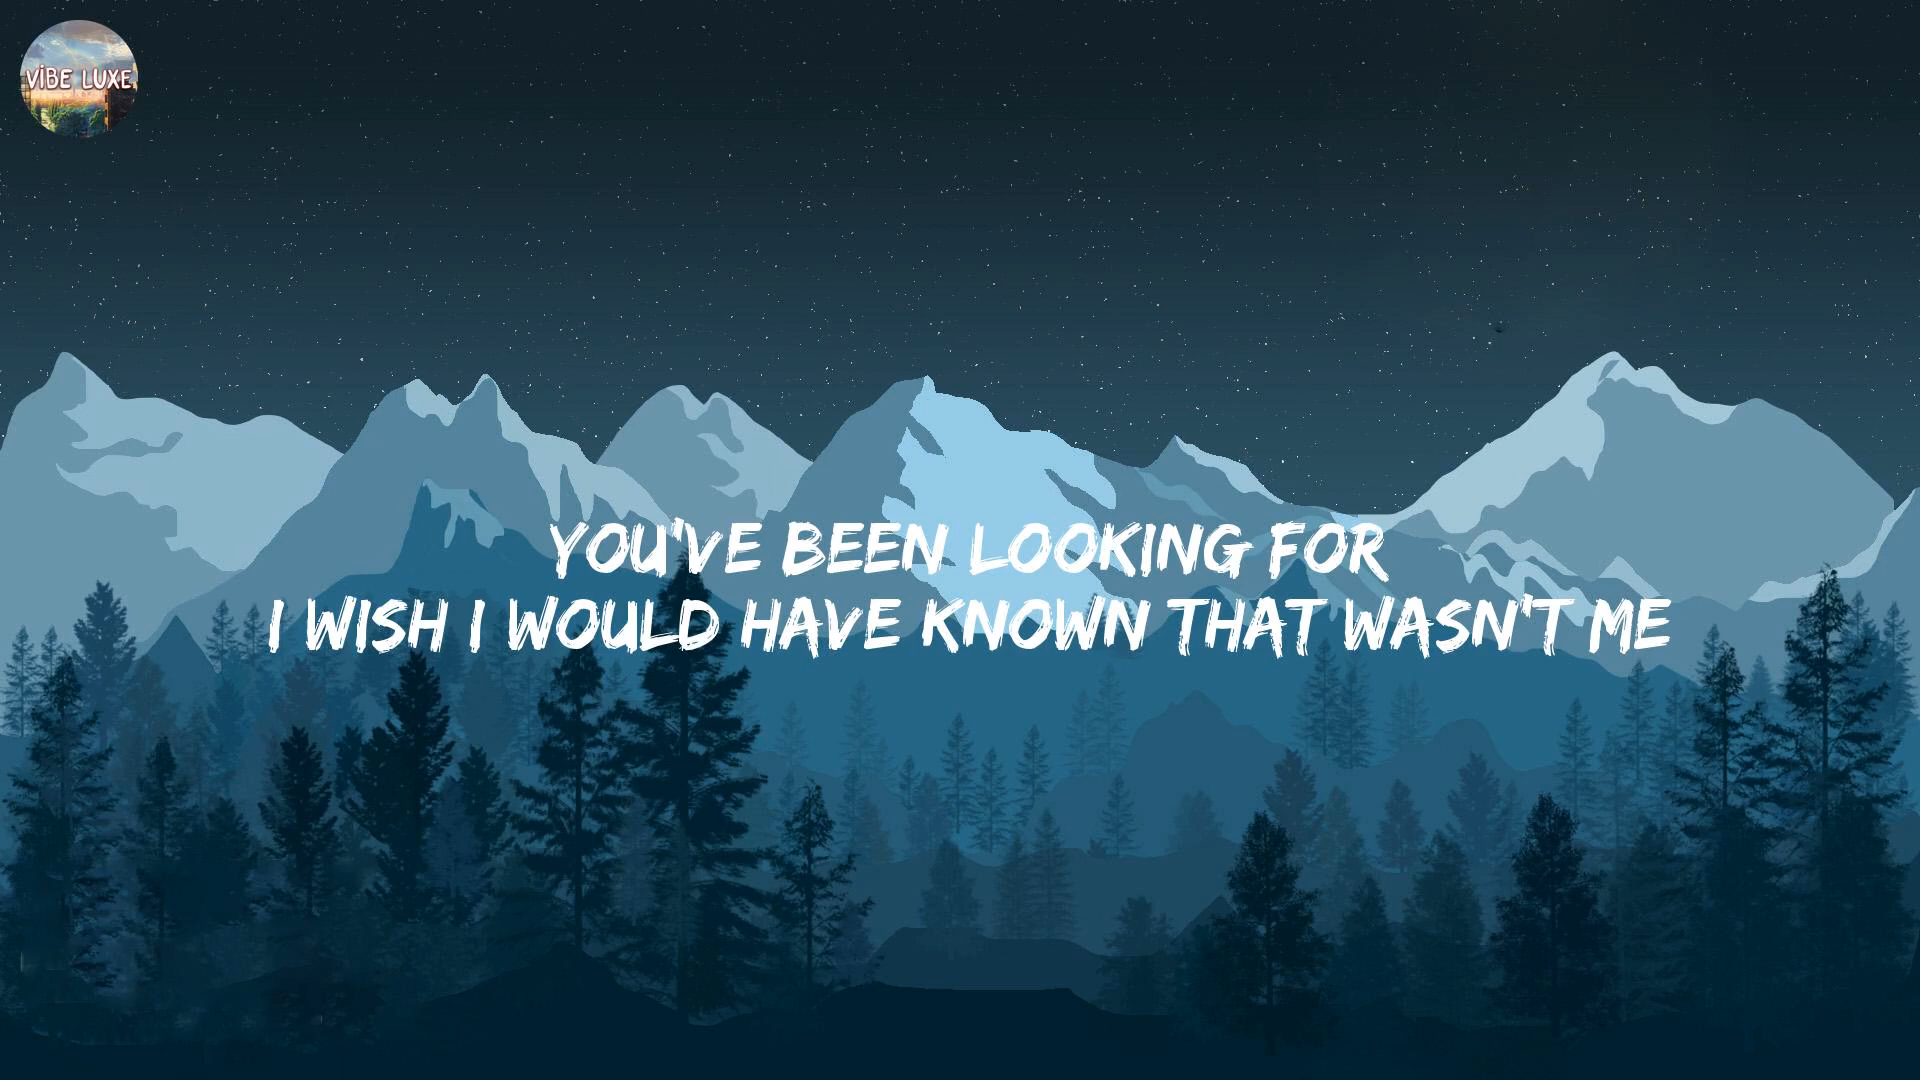 VİBE LUXE
YOU'VE BEEN LOOKING FOR
I WISH I WOULD HAVE KNOWN THAT WASN'T ME